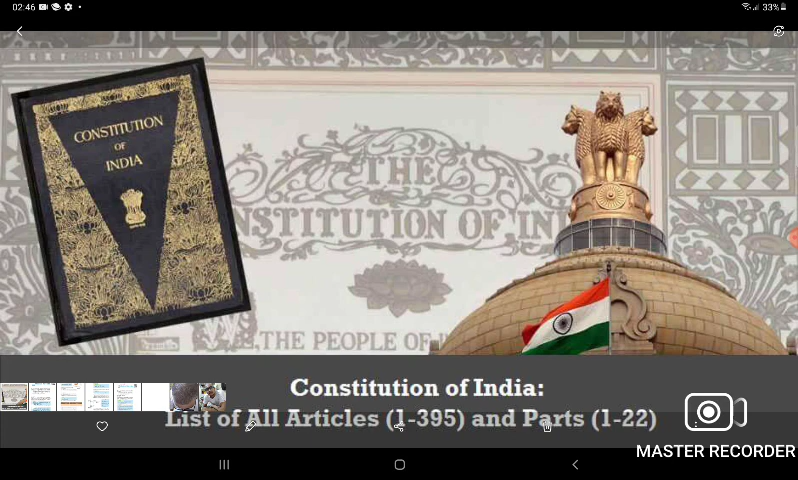 02:46
33%
CONSTITUTION
OF
INDIA
THE
NSTITUTION OF IN
THE PEOPLE OF
Constitution of India:
List of All Articles (1-395) and Parts (1-22)
MASTER RECORDER